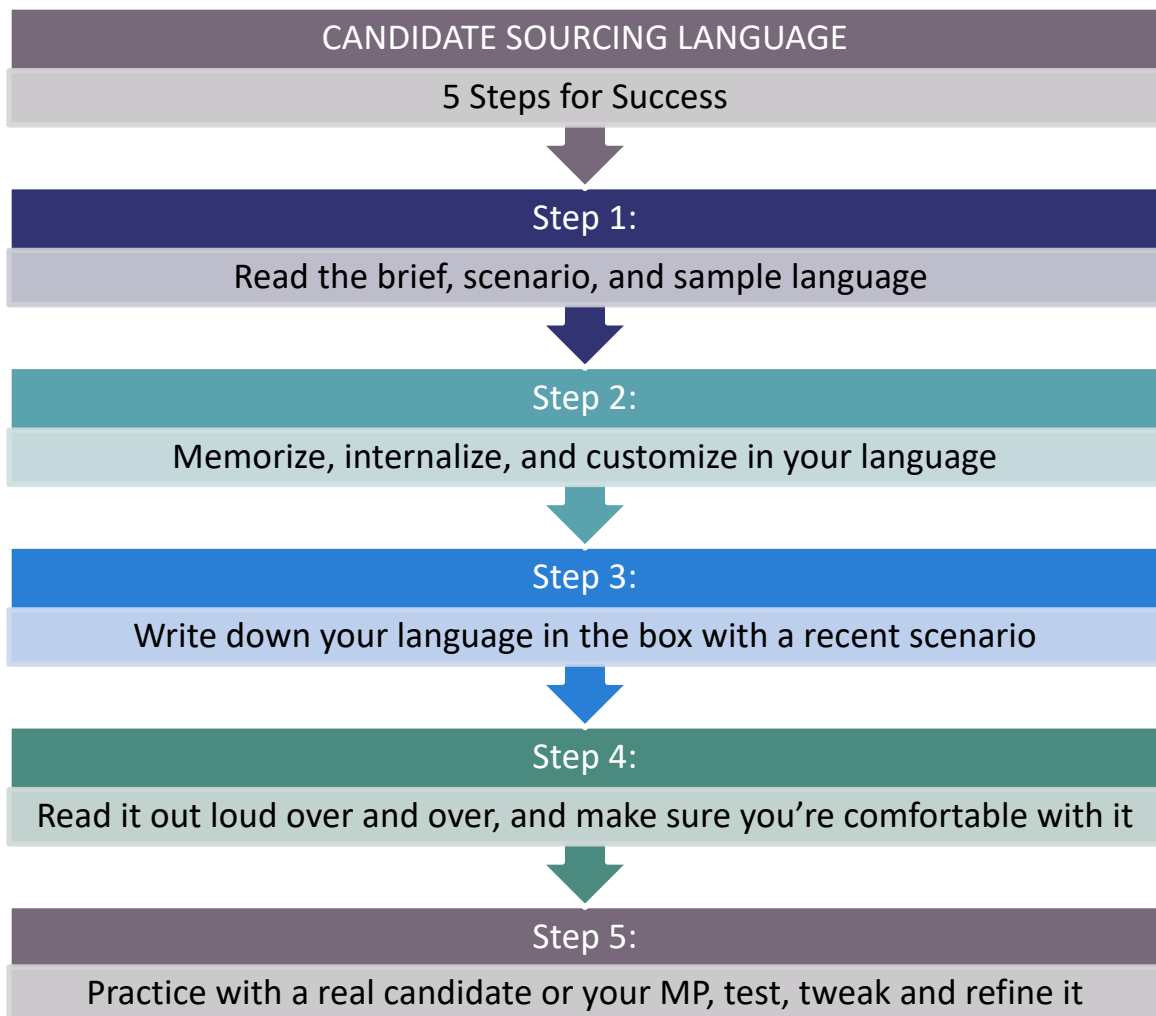 CANDIDATE SOURCING LANGUAGE
5 Steps for Success
Step 1:
Read the brief, scenario, and sample language
Step 2:
Memorize, internalize, and customize in your language
Step 3:
Write down your language in the box with a recent scenario
Step 4:
Read it out loud over and over, and make sure you’re comfortable with it
Step 5:
Practice with a real candidate or your MP, test, tweak and refine it